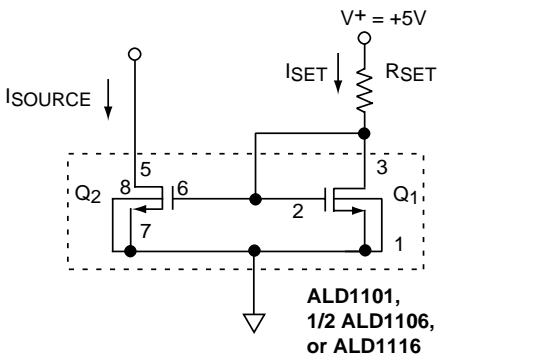 V+ = +5V
ISET
RSET
ISOURCE
5
3
Q2
8
6
2
Q1
7
1
ALD1101,
1/2 ALD1106,
or ALD1116